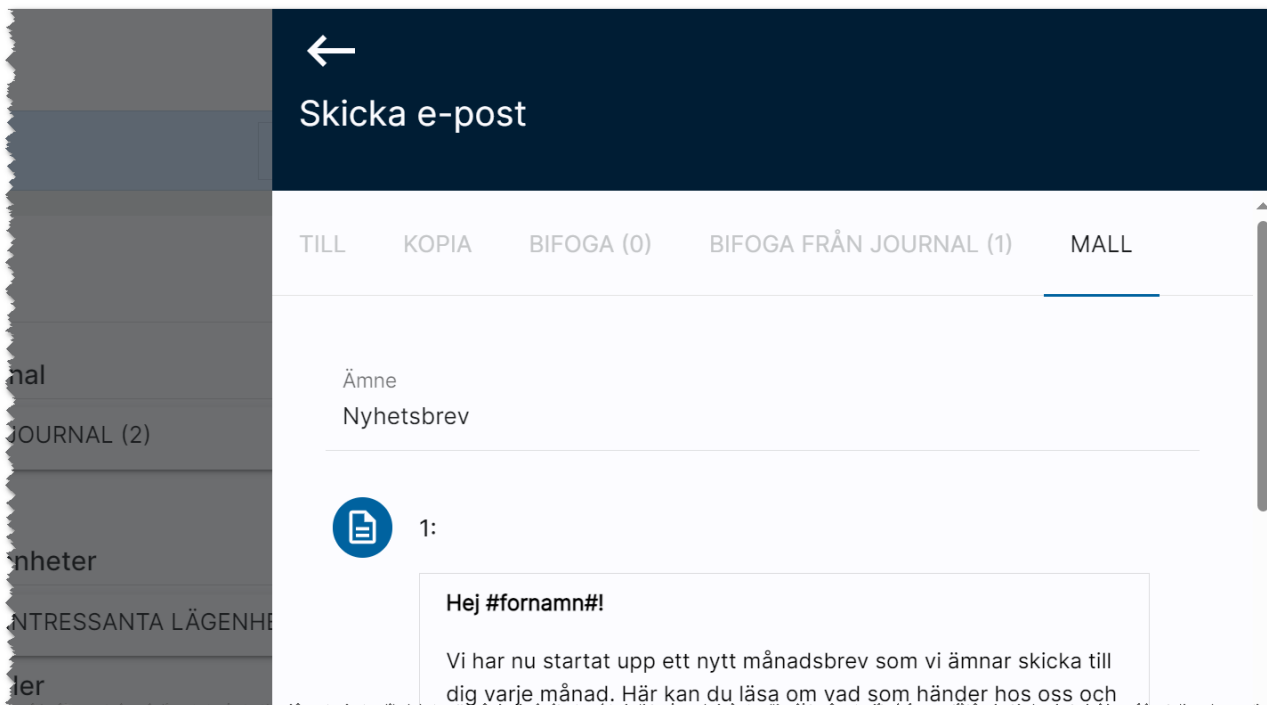 Skicka e-post
TILL KOPIA BIFOGA (0) BIFOGA FRÅN JOURNAL (1) MALL
nal
Ämne
Nyhetsbrev
JOURNAL (2)
1:
nheter
Hej #fornamn#!
NTRESSANTA LÄGENHE
Vi har nu startat upp ett nytt månadsbrev som vi ämnar skicka till
der
dig varje månad. Här kan du läsa om vad som händer hos oss och